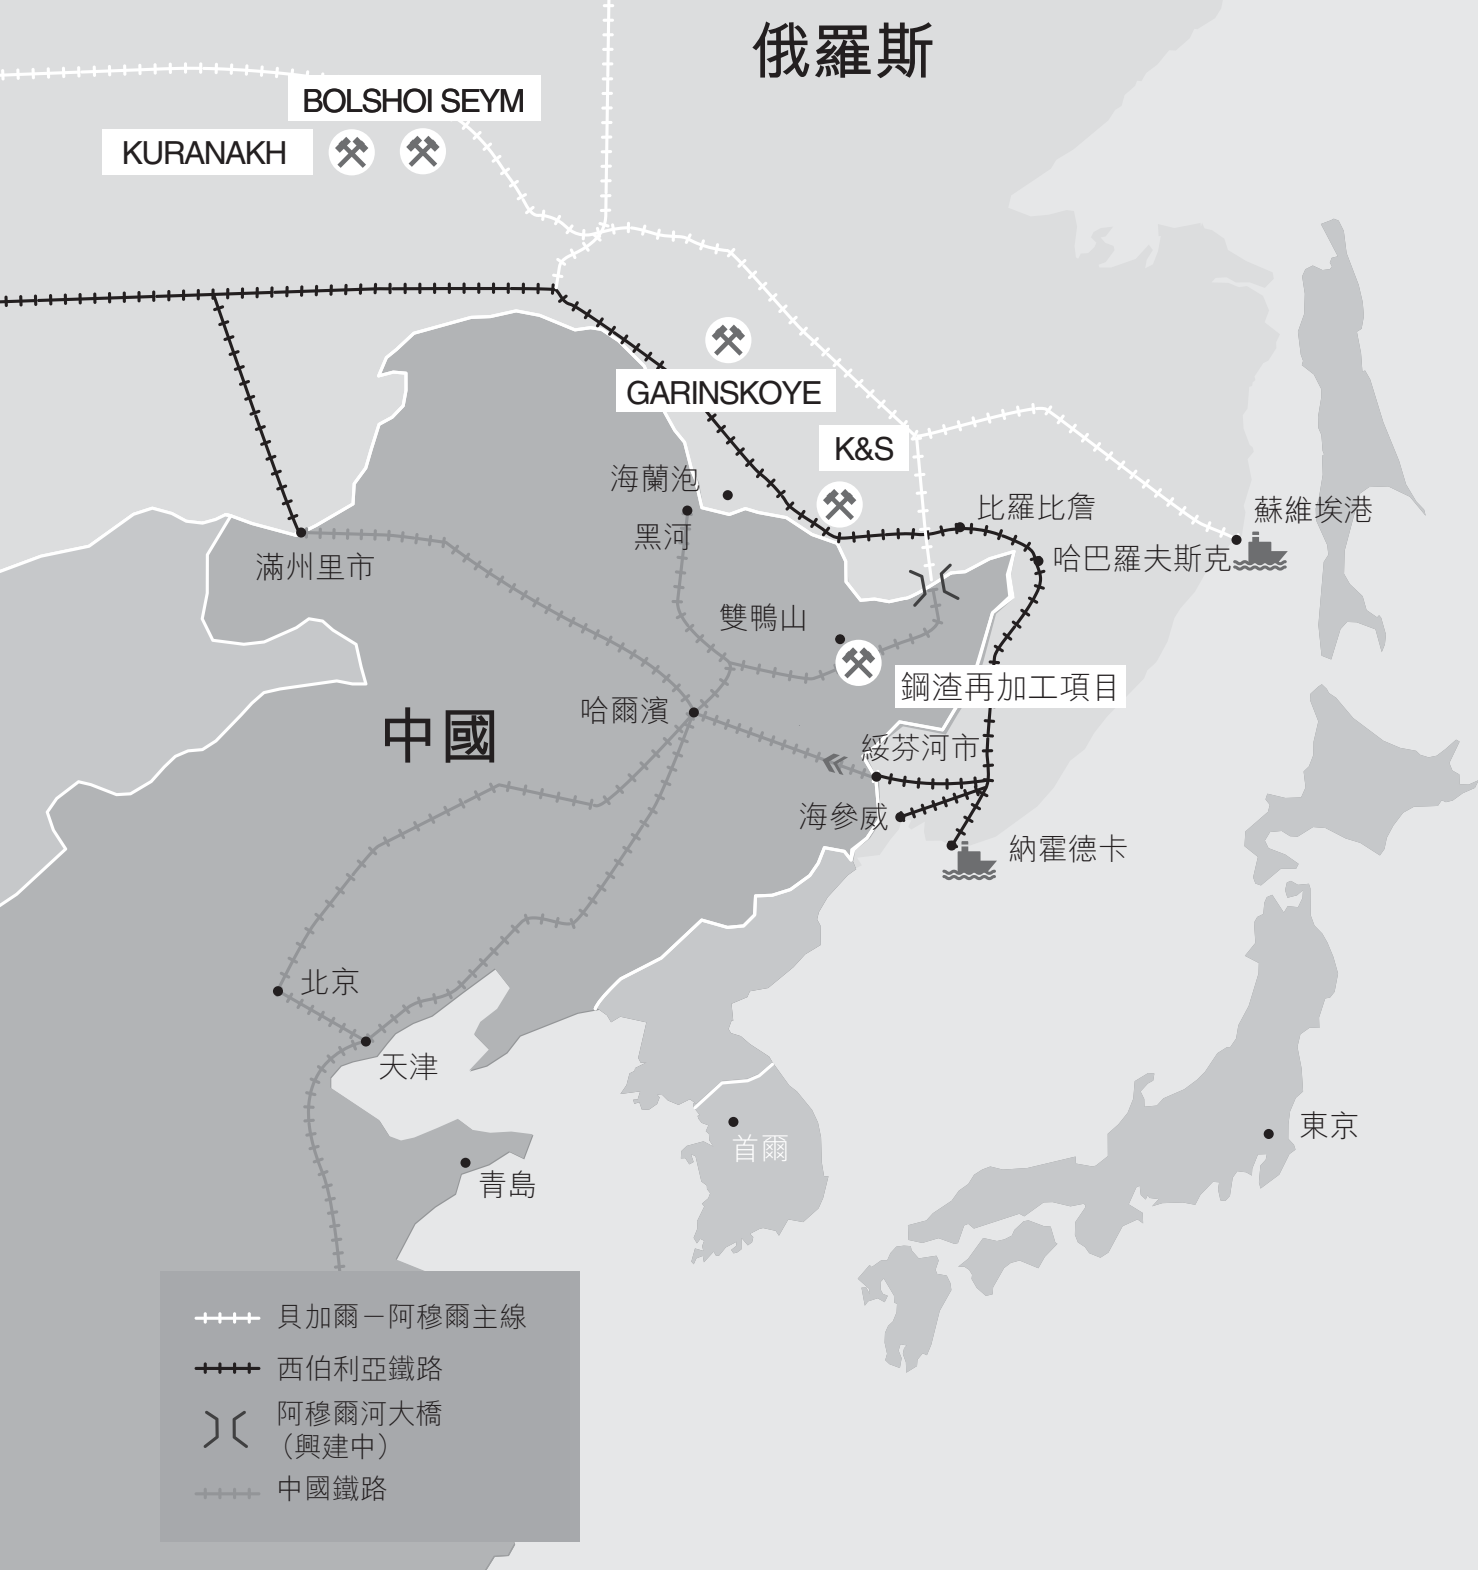 俄羅斯
BOLSHOI SEYM
KURANAKH
GARINSKOYE
K&S
海蘭泡
黑河
比羅比詹
蘇維埃港
哈巴羅夫斯克
滿州里市
雙鴨山
鋼渣再加工項目
哈爾濱
中國
綏芬河市
海參威
納霍德卡
北京
天津
首爾
東京
青島
貝加爾－阿穆爾主線
西伯利亞鐵路
阿穆爾河大橋
（興建中）
中國鐵路